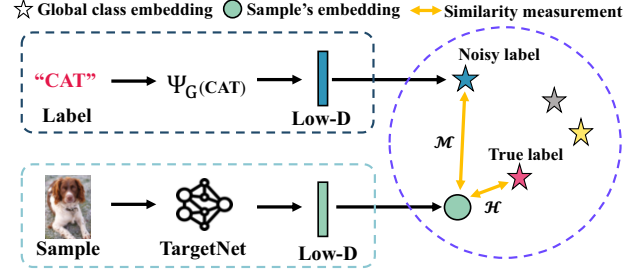 Global class embedding Sample's embedding Similarity measurement
Noisy label
"CAT" Ψ_G(CAT)
Label Low-D
ℳ
True label
ℋ
Sample TargetNet Low-D